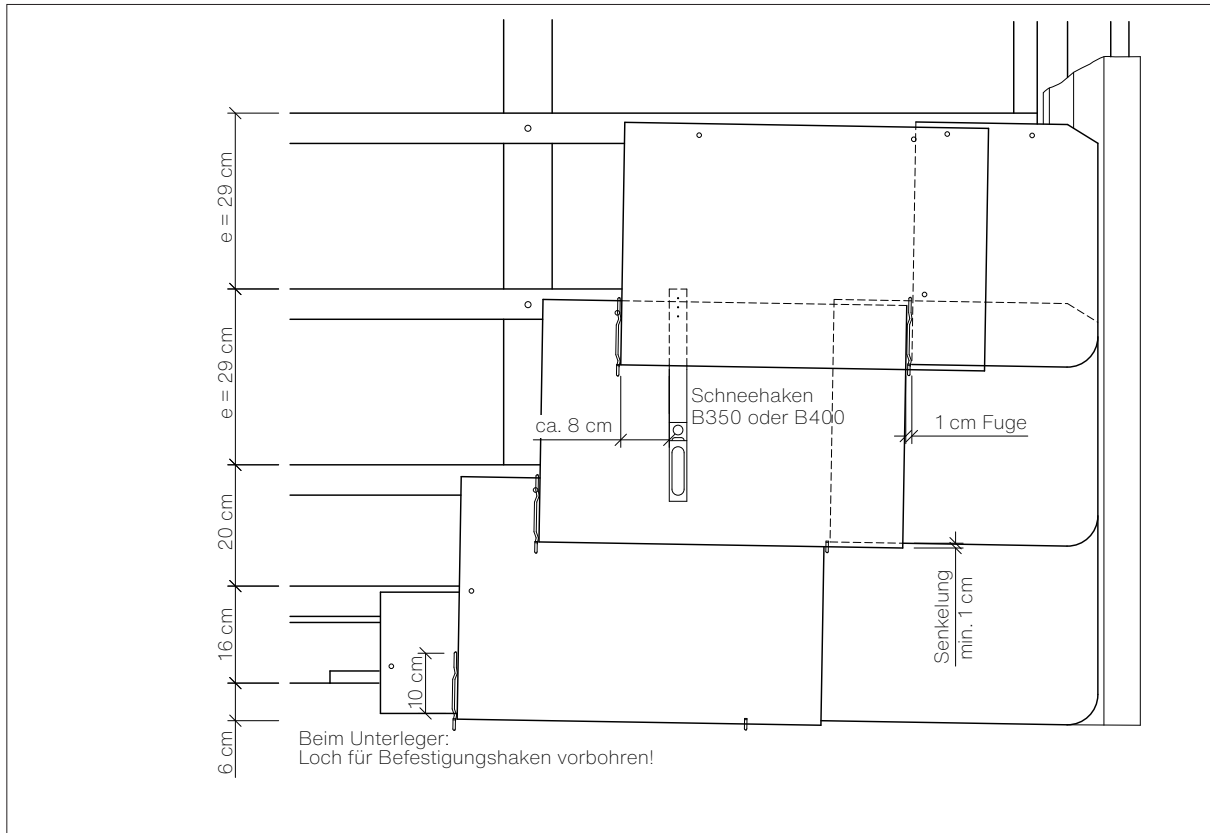 e = 29 cm
e = 29 cm
20 cm
16 cm
6 cm
10 cm
ca. 8 cm
Schneehaken
B350 oder B400
1 cm Fuge
Senkelung
min. 1 cm
Beim Unterleger:
Loch für Befestigungshaken vorbohren!